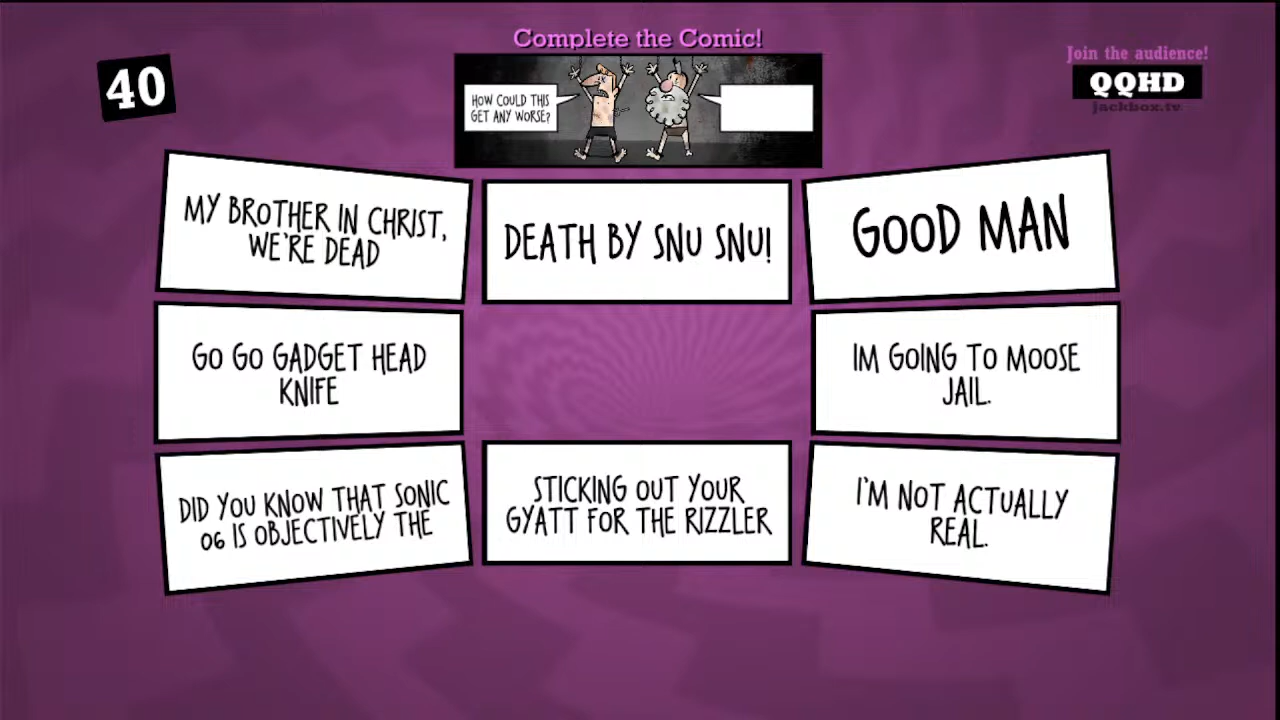 Complete the Comic!
40
HOW COULD THIS
GET ANY WORSE?
Join the audience!
QQHD
jackbox.tv
MY BROTHER IN CHRIST,
WE'RE DEAD
DEATH BY SNU SNU!
GOOD MAN
GO GO GADGET HEAD
KNIFE
IM GOING TO MOOSE
JAIL.
DID YOU KNOW THAT SONIC
06 IS OBJECTIVELY THE
STICKING OUT YOUR
GYATT FOR THE RIZZLER
I'M NOT ACTUALLY
REAL.